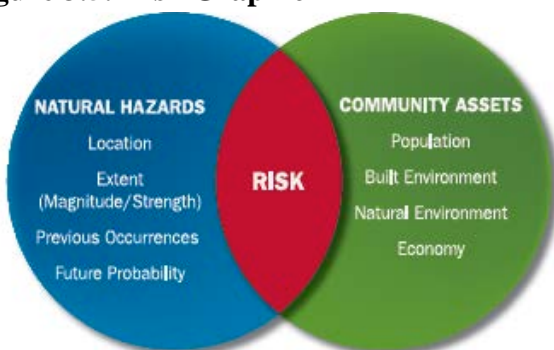 NATURAL HAZARDS
Location
Extent
(Magnitude/Strength)
Previous Occurrences
Future Probability
RISK
COMMUNITY ASSETS
Population
Built Environment
Natural Environment
Economy